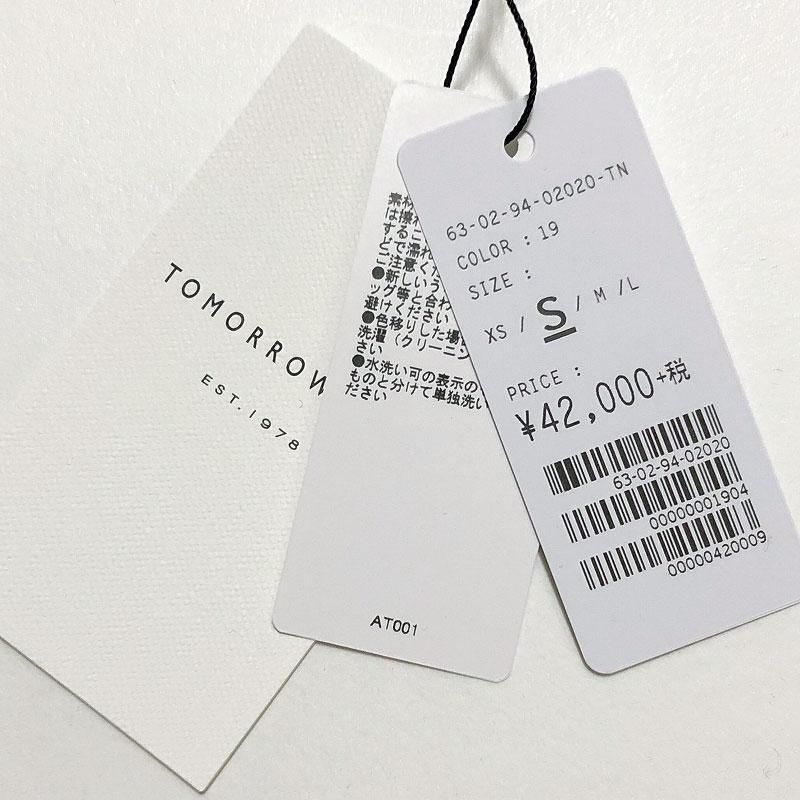 TOMORROW
EST.1978
素材
は擦れ
するこ
どで濡れ
ご注意くだ
●新しいう
ッグ等と合わ
避けください
●色移りした場
洗濯（クリーニン
さい
●水洗い可の表示の
ものと分けて単独洗い
ださい
AT001
63-02-94-02020-TN
COLOR : 19
SIZE :
XS / S / M / L
PRICE :
¥42,000+税
63-02-94-02020
00000001904
00000420009